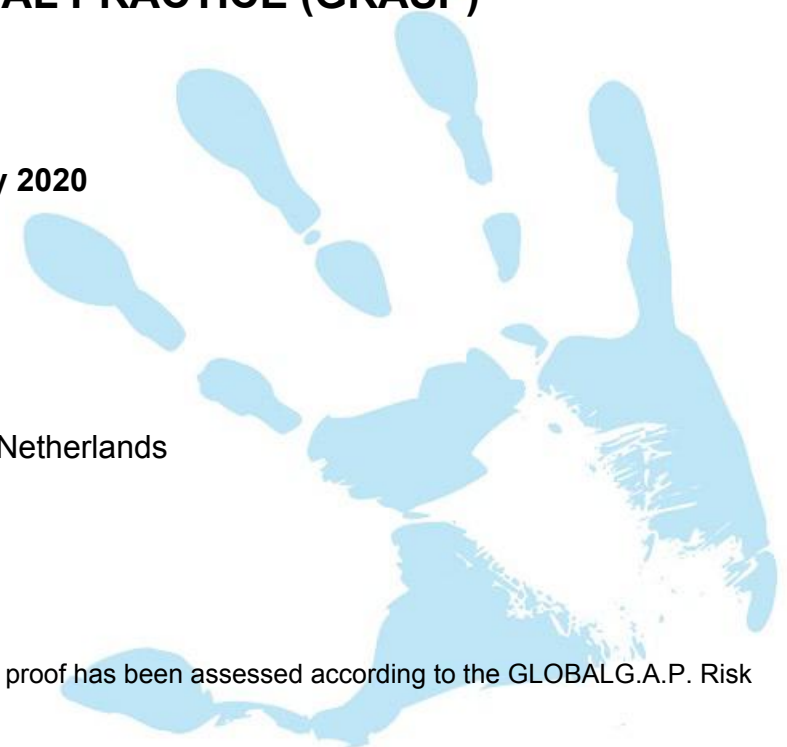 AL PRACTICE (GRASP)
y 2020
Netherlands
proof has been assessed according to the GLOBALG.A.P. Risk